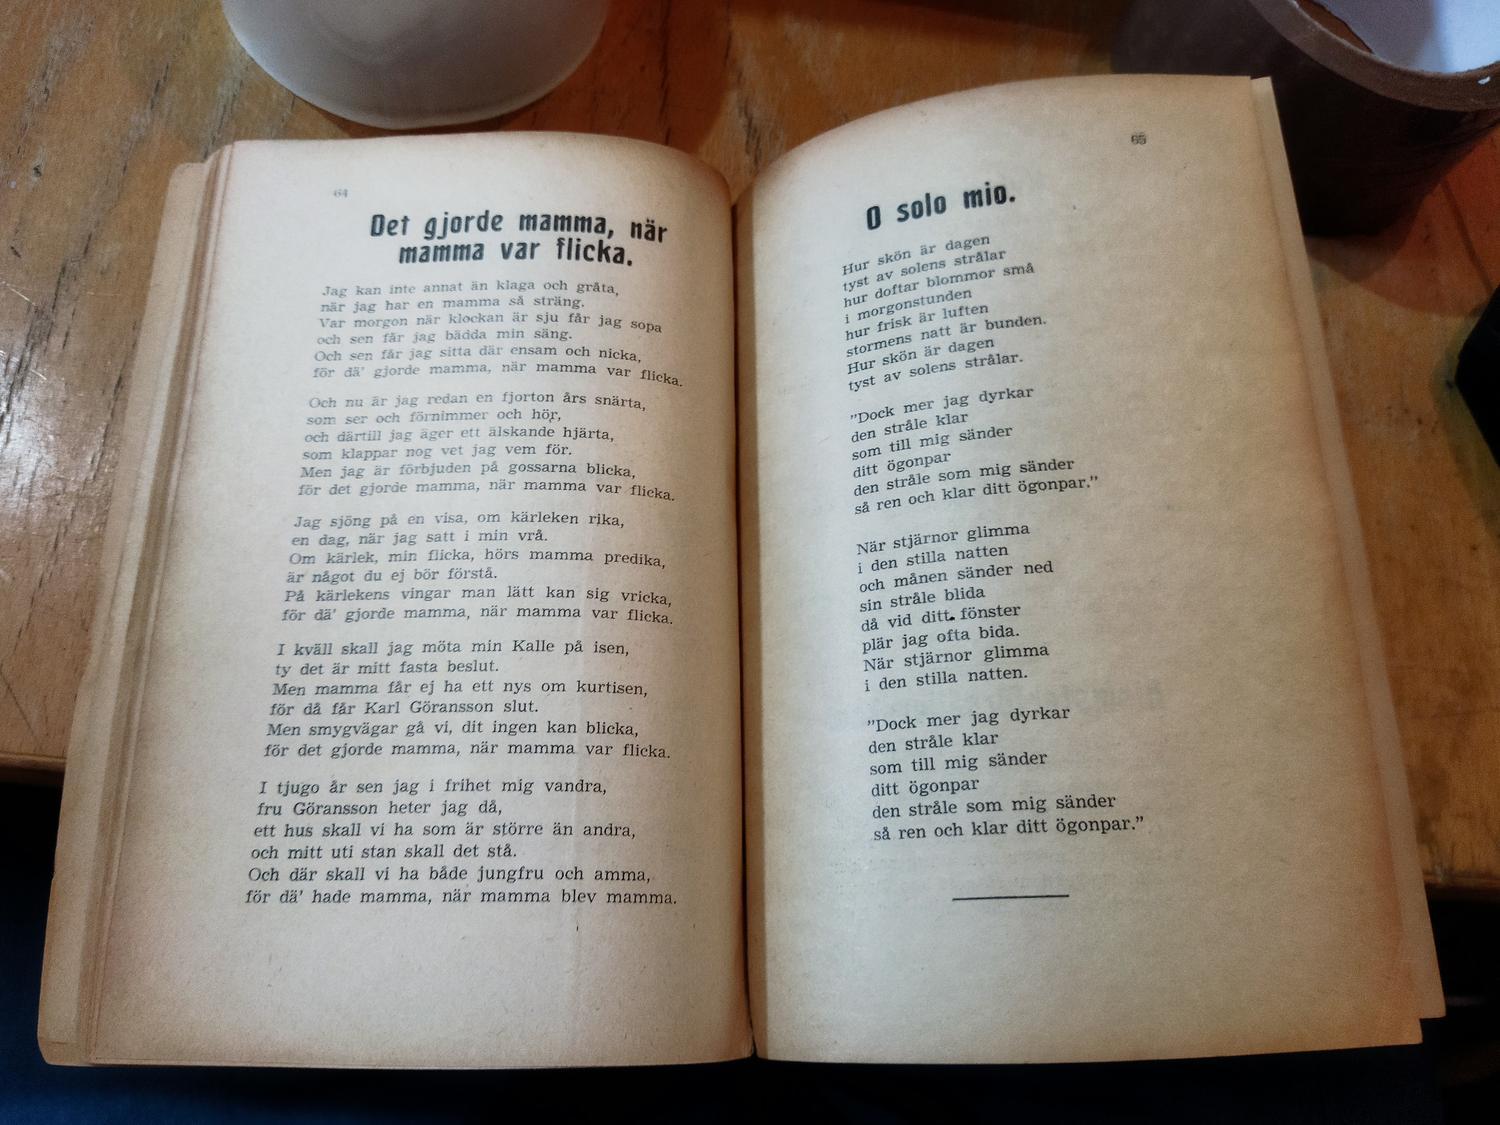 64
Det gjorde mamma, när
mamma var flicka.
Jag kan inte annat än klaga och gråta,
när jag har en mamma så sträng.
Var morgon när klockan är sju får jag sopa
och sen får jag bädda min säng.
Och sen får jag sitta där ensam och nicka,
för dä' gjorde mamma, när mamma var flicka.
Och nu är jag redan en fjorton års snärta,
som ser och förnimmer och hör,
och därtill jag äger ett älskande hjärta,
som klappar nog vet jag vem för.
Men jag är förbjuden på gossarna blicka,
för det gjorde mamma, när mamma var flicka.
Jag sjöng på en visa, om kärleken rika,
en dag, när jag satt i min vrå.
Om kärlek, min flicka, hörs mamma predika,
är något du ej bör förstå.
På kärlekens vingar man lätt kan sig vricka,
för dä' gjorde mamma, när mamma var flicka.
I kväll skall jag möta min Kalle på isen,
ty det är mitt fasta beslut.
Men mamma får ej ha ett nys om kurtisen,
för då får Karl Göransson slut.
Men smygvägar gå vi, dit ingen kan blicka,
för det gjorde mamma, när mamma var flicka.
I tjugo år sen jag i frihet mig vandra,
fru Göransson heter jag då,
ett hus skall vi ha som är större än andra,
och mitt uti stan skall det stå.
Och där skall vi ha både jungfru och amma,
för dä' hade mamma, när mamma blev mamma.
65
O solo mio.
Hur skön är dagen
tyst av solens strålar
hur doftar blommor små
i morgonstunden
hur frisk är luften
stormens natt är bunden.
Hur skön är dagen
tyst av solens strålar.
"Dock mer jag dyrkar
den stråle klar
som till mig sänder
ditt ögonpar
den stråle som mig sänder
så ren och klar ditt ögonpar."
När stjärnor glimma
i den stilla natten
och månen sänder ned
sin stråle blida
då vid ditt fönster
plär jag ofta bida.
När stjärnor glimma
i den stilla natten.
"Dock mer jag dyrkar
den stråle klar
som till mig sänder
ditt ögonpar
den stråle som mig sänder
så ren och klar ditt ögonpar."